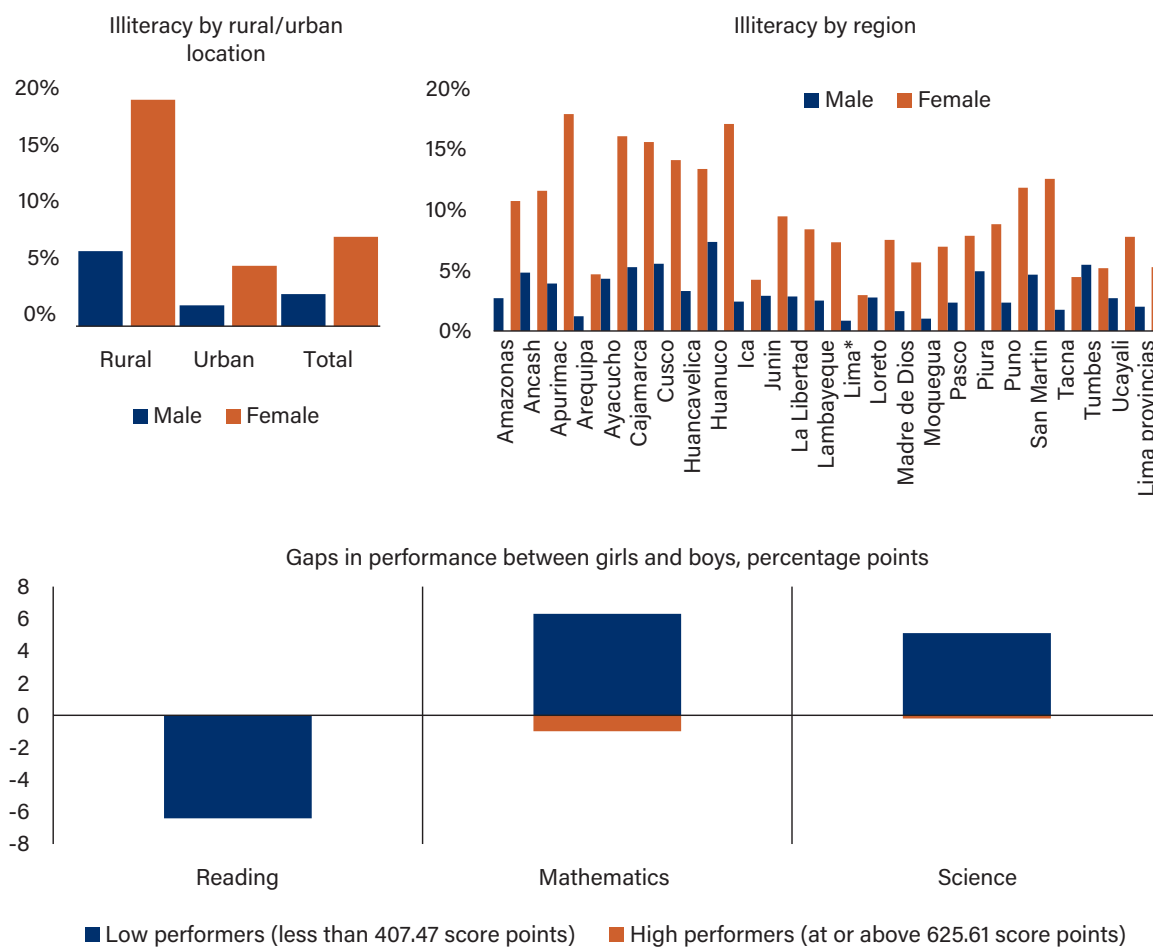 Illiteracy by rural/urban
location
20%
15%
10%
5%
0%
Rural Urban Total
Male Female
Illiteracy by region
20%
15%
10%
5%
0%
Male Female
Amazonas
Ancash
Apurimac
Arequipa
Ayacucho
Cajamarca
Cusco
Huancavelica
Huanuco
Ica
Junin
La Libertad
Lambayeque
Lima*
Loreto
Madre de Dios
Moquegua
Pasco
Piura
Puno
San Martin
Tacna
Tumbes
Ucayali
Lima provincias
Gaps in performance between girls and boys, percentage points
8
6
4
2
0
-2
-4
-6
-8
Reading Mathematics Science
Low performers (less than 407.47 score points) High performers (at or above 625.61 score points)